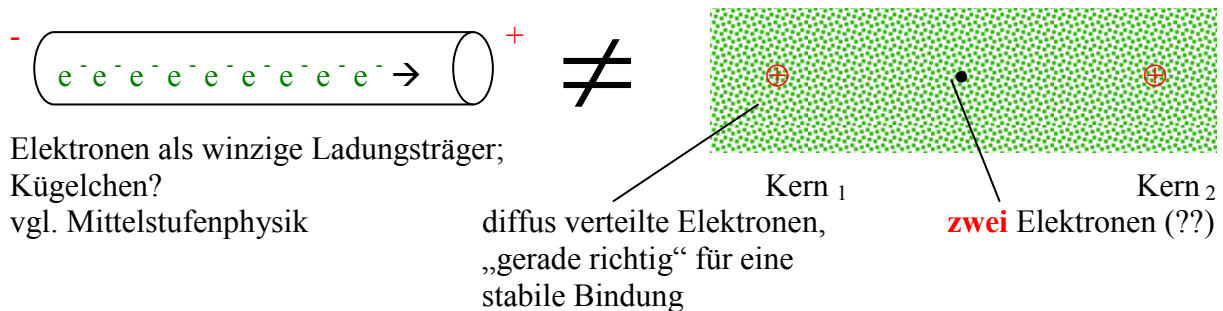 - +
e - e - e - e - e - e - e - e - e - → ≠
Elektronen als winzige Ladungsträger;
Kügelchen?
vgl. Mittelstufenphysik
Kern 1
Kern 2
diffus verteilte Elektronen,
„gerade richtig“ für eine
stabile Bindung
zwei Elektronen (??)